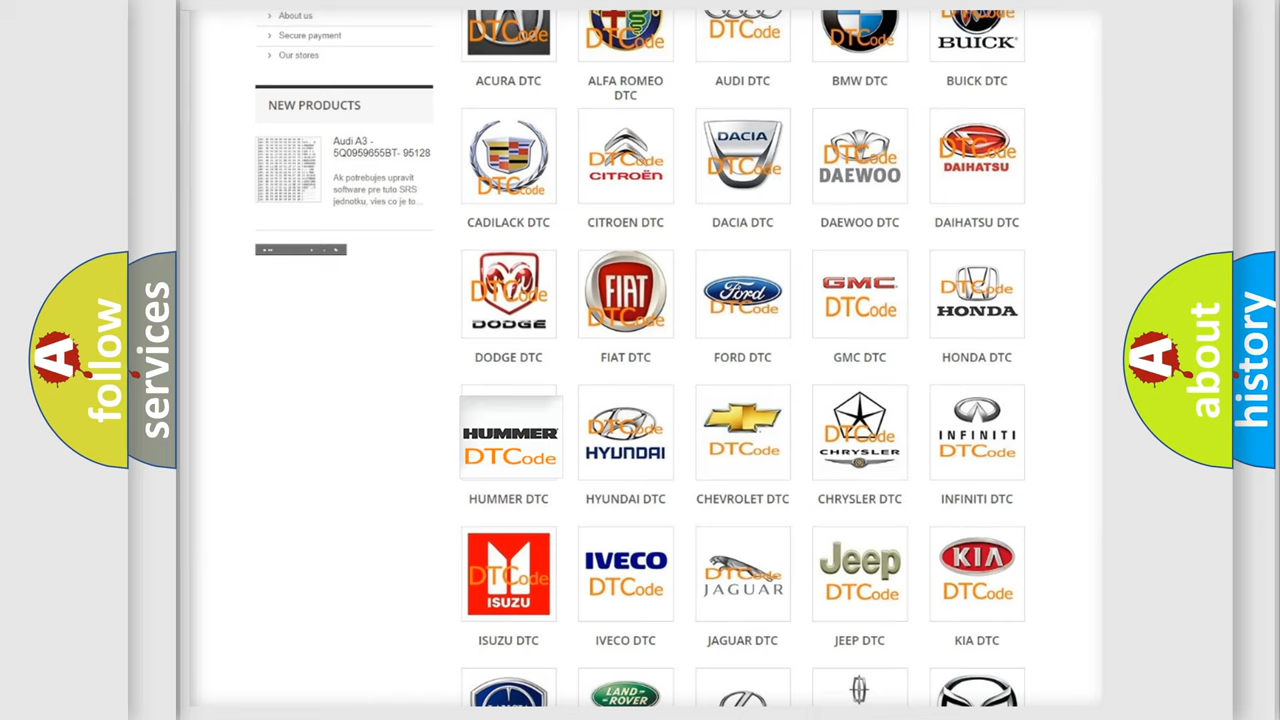 About us
Secure payment
Our stores
NEW PRODUCTS
Audi A3 -
5Q0959655BT- 95128
Ak potrebujes upravit
software pre tuto SRS
jednotku, vies co je to...
A follow
services
DTCode
DTCode
DTCode
DTCode
DTCode
BUICK
ACURA DTC
ALFA ROMEO
DTC
AUDI DTC
BMW DTC
BUICK DTC
DTCode
DTCode
CITROËN
DACIA
DTCode
DTCode
DAEWOO
DTCode
DAIHATSU
CADILACK DTC
CITROEN DTC
DACIA DTC
DAEWOO DTC
DAIHATSU DTC
DTCode
DODGE
FIAT
DTCode
Ford
DTCode
GMC
DTCode
DTCode
HONDA
DODGE DTC
FIAT DTC
FORD DTC
GMC DTC
HONDA DTC
HUMMER
DTCode
DTCode
HYUNDAI
DTCode
DTCode
CHRYSLER
INFINITI
DTCode
HUMMER DTC
HYUNDAI DTC
CHEVROLET DTC
CHRYSLER DTC
INFINITI DTC
DTCode
ISUZU
IVECO
DTCode
DTCode
JAGUAR
Jeep
DTCode
KIA
DTCode
ISUZU DTC
IVECO DTC
JAGUAR DTC
JEEP DTC
KIA DTC
LAND-
ROVER
A about
history